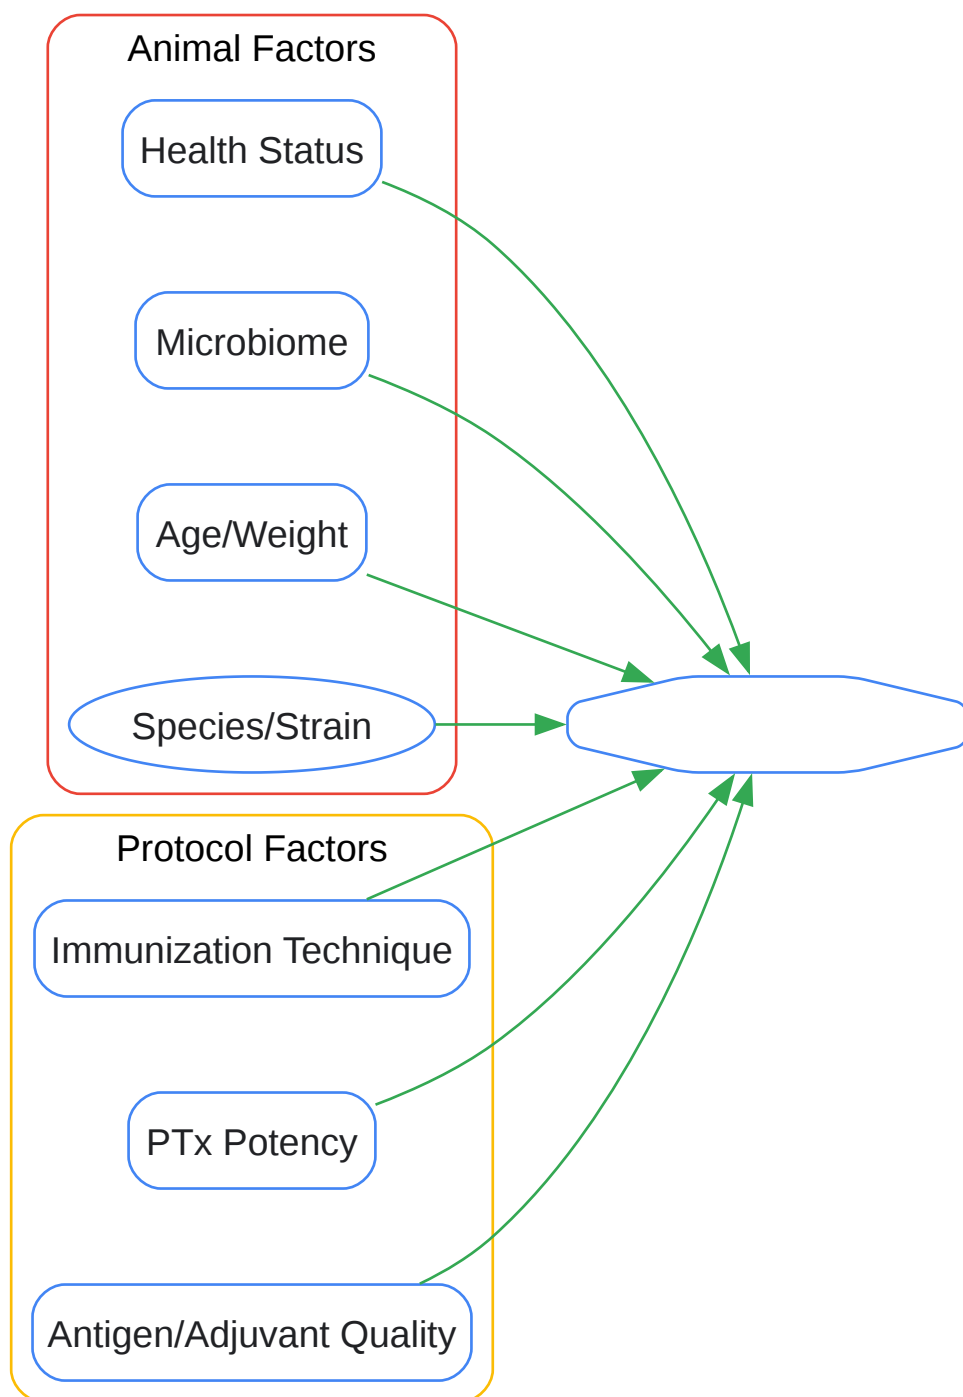 Animal Factors
Health Status
Microbiome
Age/Weight
Species/Strain
Protocol Factors
Immunization Technique
PTx Potency
Antigen/Adjuvant Quality